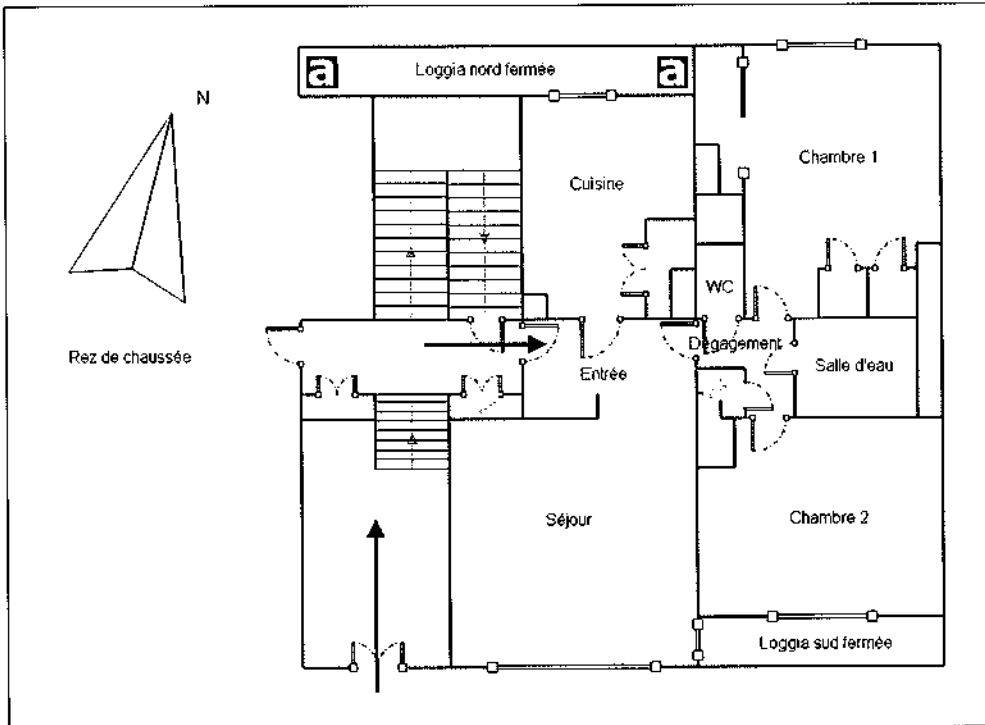 a
Loggia nord fermée
a
N
Chambre 1
Cuisine
WC
Rez de chaussée
Dégagement
Entrée
Salle d'eau
Séjour
Chambre 2
Loggia sud fermée